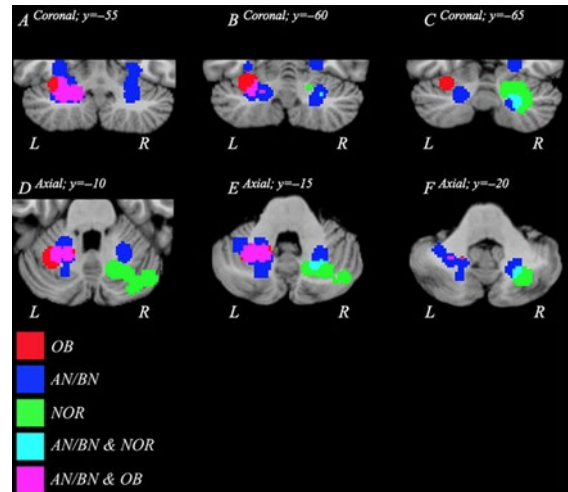 A Coronal; y=–55
B Coronal; y=–60
C Coronal; y=–65
L R
L R
L R
D Axial; y=–10
E Axial; y=–15
F Axial; y=–20
L R
L R
L R
OB
AN/BN
NOR
AN/BN & NOR
AN/BN & OB